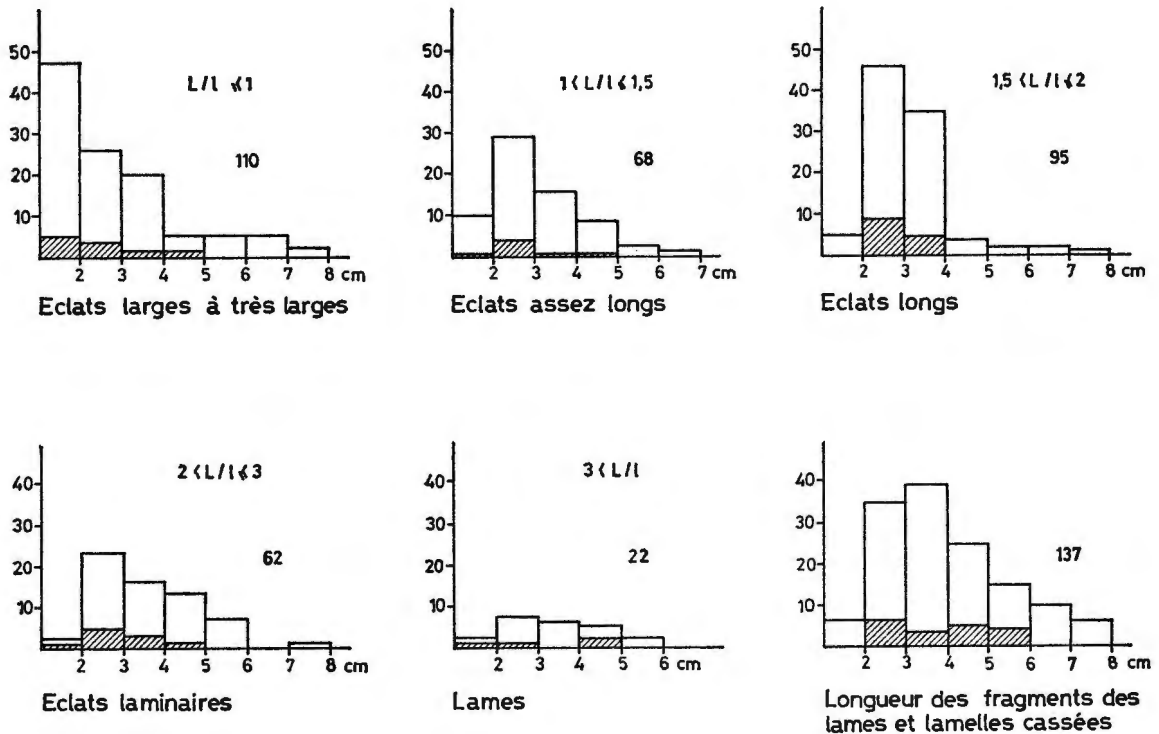 50
40
30
20
10
L/l ⩽1
110
2 3 4 5 6 7 8 cm
Eclats larges à très larges
50
40
30
20
10
1<L/l⩽1,5
68
2 3 4 5 6 7 cm
Eclats assez longs
50
40
30
20
10
1,5<L/l⩽2
95
2 3 4 5 6 7 8 cm
Eclats longs
40
30
20
10
2<L/l⩽3
62
2 3 4 5 6 7 8 cm
Eclats laminaires
40
30
20
10
3<L/l
22
2 3 4 5 6 cm
Lames
40
30
20
10
137
2 3 4 5 6 7 8 cm
Longueur des fragments des
lames et lamelles cassées